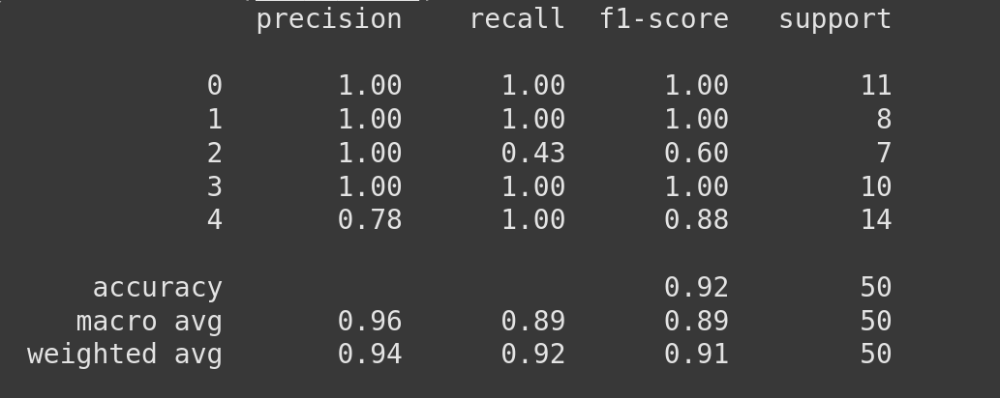 precision recall f1-score support
0 1.00 1.00 1.00 11
1 1.00 1.00 1.00 8
2 1.00 0.43 0.60 7
3 1.00 1.00 1.00 10
4 0.78 1.00 0.88 14
accuracy 0.92 50
macro avg 0.96 0.89 0.89 50
weighted avg 0.94 0.92 0.91 50